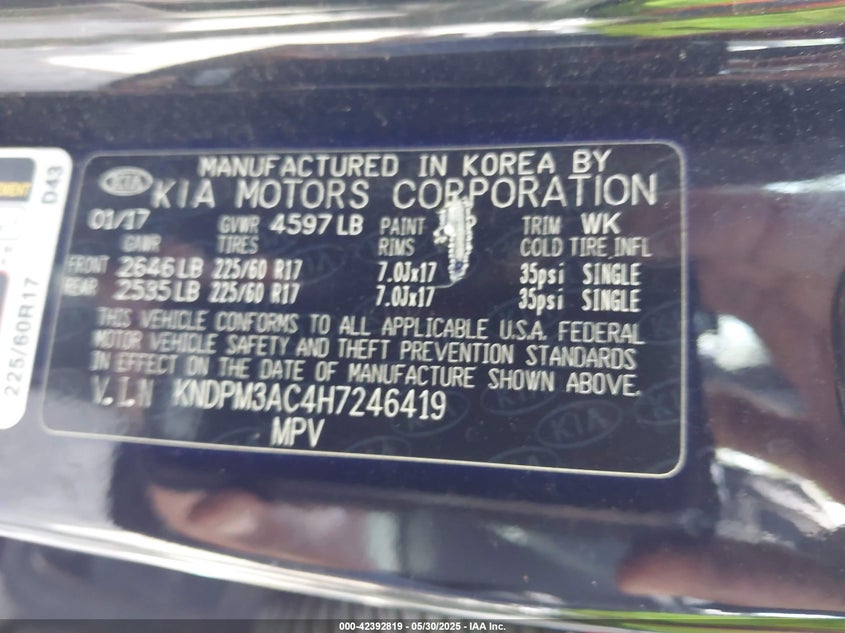 MANUFACTURED IN KOREA BY
KIA KIA MOTORS CORPORATION
01/17 GVWR 4597 LB PAINT TRIM WK
GAWR TIRES RIMS COLD TIRE INFL
FRONT 2646 LB 225/60 R17 7.0Jx17 35psi SINGLE
REAR 2535 LB 225/60 R17 7.0Jx17 35psi SINGLE
THIS VEHICLE CONFORMS TO ALL APPLICABLE U.S.A. FEDERAL
MOTOR VEHICLE SAFETY AND THEFT PREVENTION STANDARDS
IN EFFECT ON THE DATE OF MANUFACTURE SHOWN ABOVE.
V.I.N KNDPM3AC4H7246419
MPV
D43
225/60R17
000-42392819 - 05/30/2025 - IAA Inc.